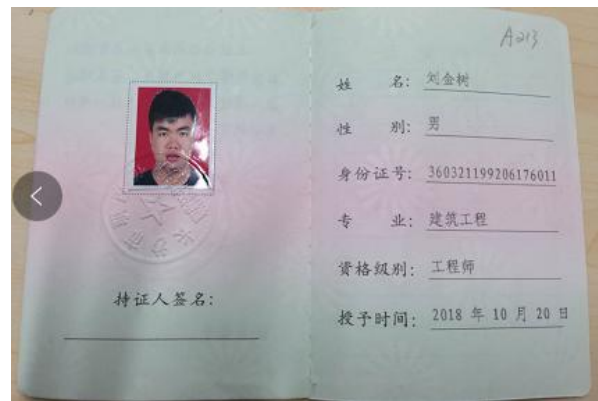 A213
姓 名: 刘金树
性 别: 男
身份证号: 360321199206176011
专 业: 建筑工程
资格级别: 工程师
授予时间: 2018 年 10 月 20 日
持证人签名: